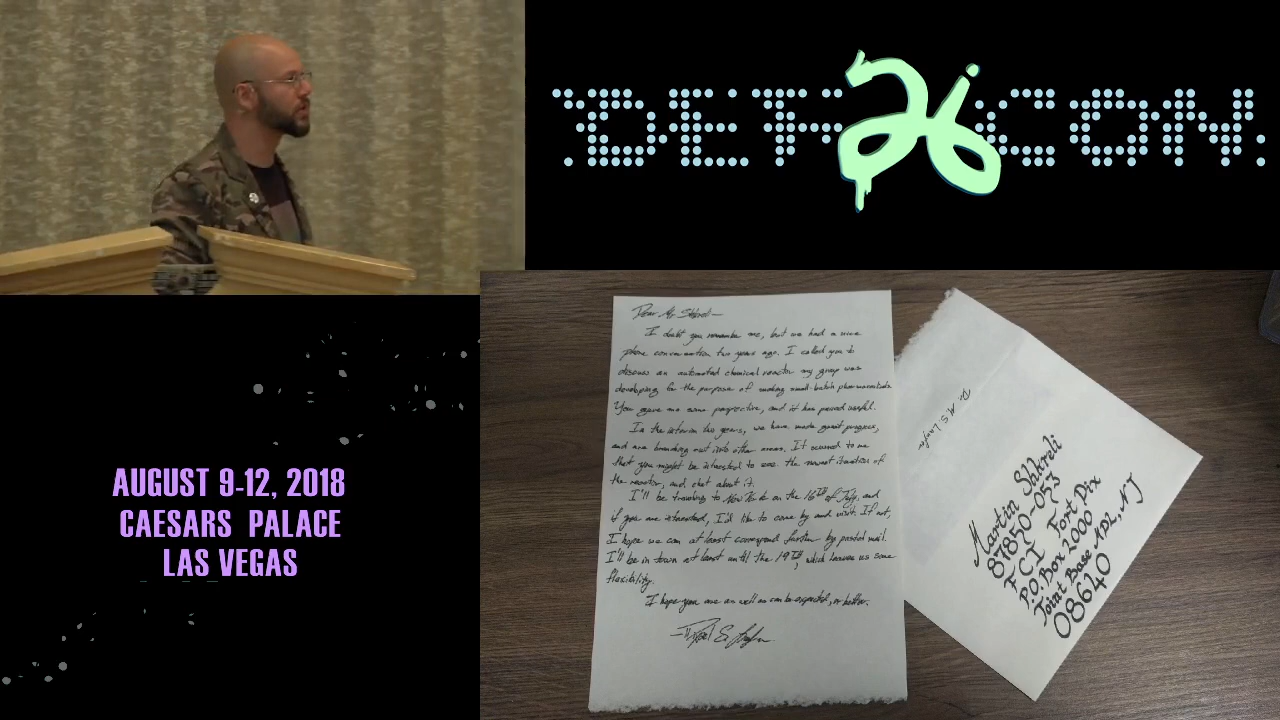 DEF 26 CON
AUGUST 9-12, 2018
CAESARS PALACE
LAS VEGAS
Dear Mr. Shkreli—
I doubt you remember me, but we had a nice
phone conversation two years ago. I called you to
discuss an automated chemical reactor my group was
developing for the purpose of making small-batch pharmaceuticals.
You gave me some perspective, and it has proved useful.
In the interim two years, we have made great progress,
and are branching out into other areas. It occurred to me
that you might be interested to see the newest iteration of
the reactor, and chat about it.
I'll be traveling to New York on the 16TH of July, and
if you are interested, I'd like to come by and visit. If not,
I hope we can at least correspond further by postal mail.
I'll be in town at least until the 19TH, which leaves us some
flexibility.
I hope you are as well as can be expected, or better.
Dr. M. S. Laufer
Martin Shkreli
87850-053
FCI Fort Dix
P.O. Box 2000
Joint Base MDL, NJ
08640